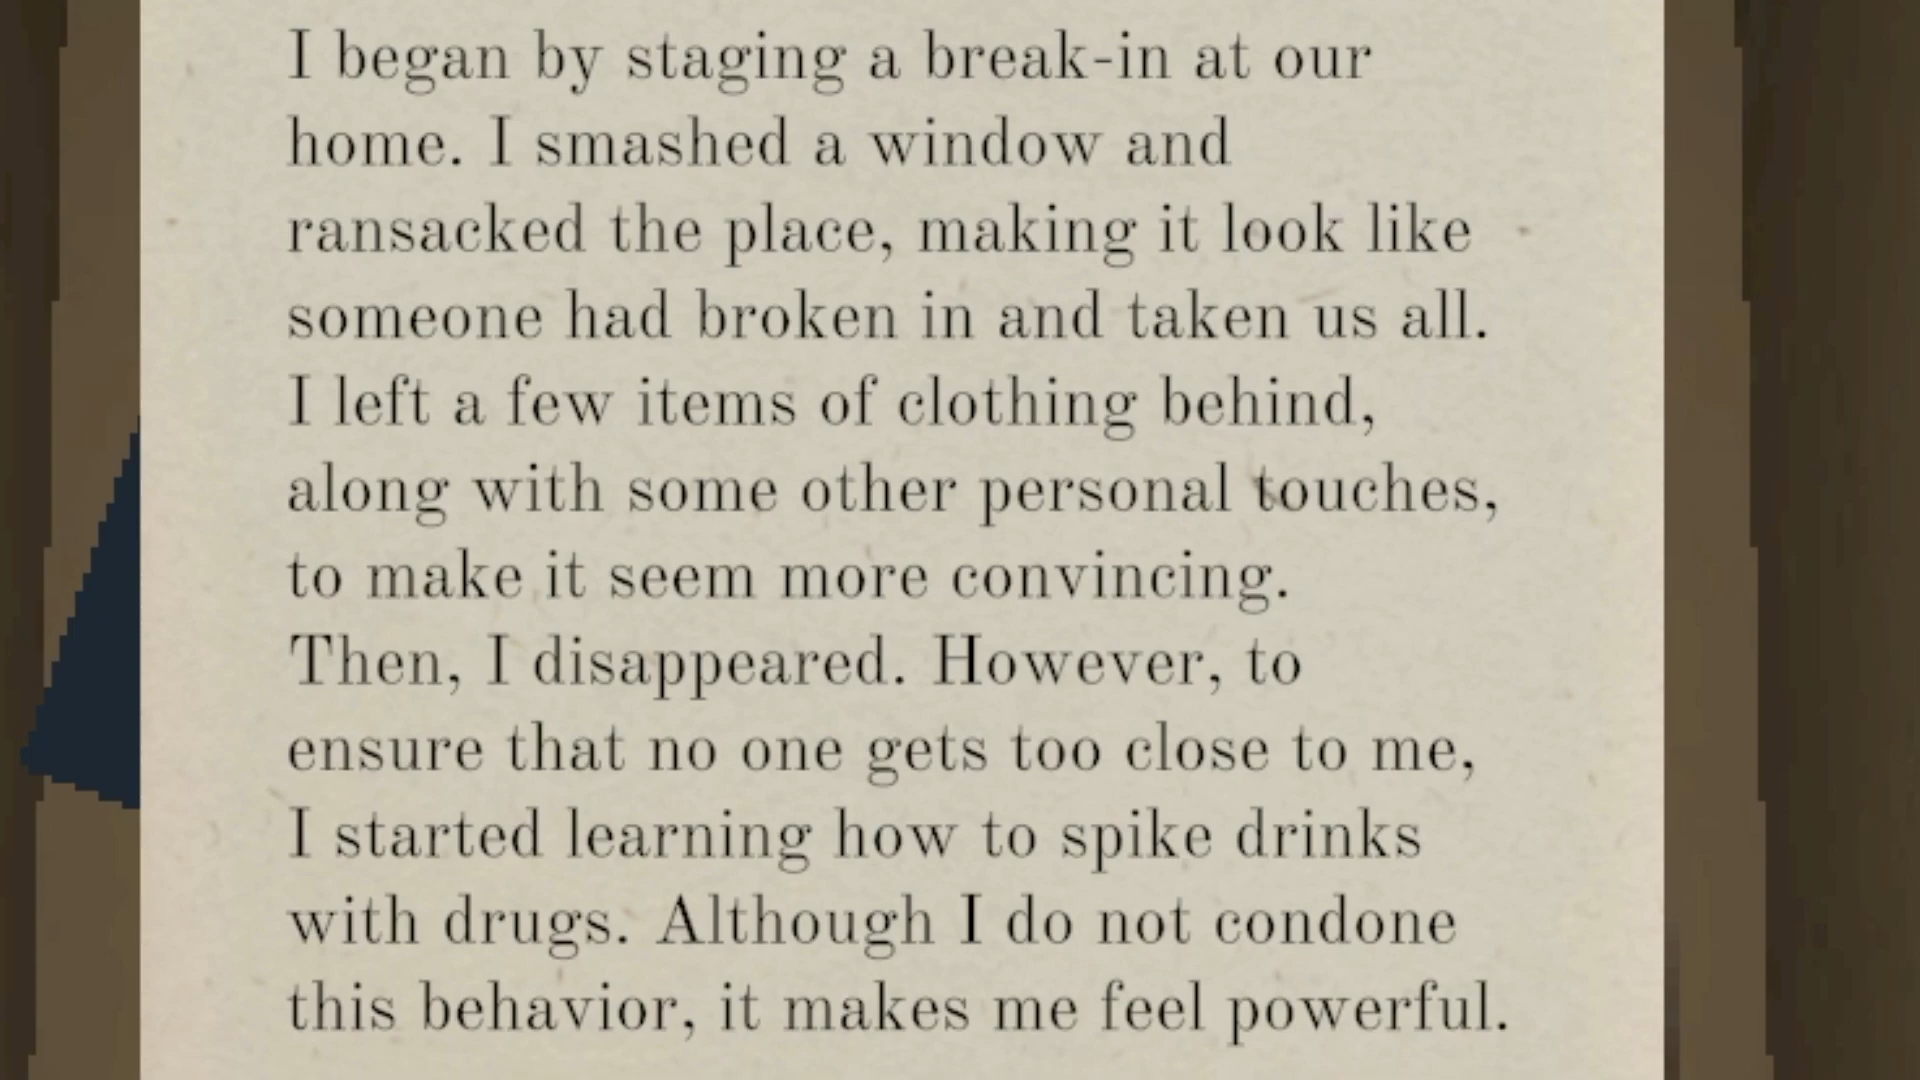 I began by staging a break-in at our
home. I smashed a window and
ransacked the place, making it look like
someone had broken in and taken us all.
I left a few items of clothing behind,
along with some other personal touches,
to make it seem more convincing.
Then, I disappeared. However, to
ensure that no one gets too close to me,
I started learning how to spike drinks
with drugs. Although I do not condone
this behavior, it makes me feel powerful.